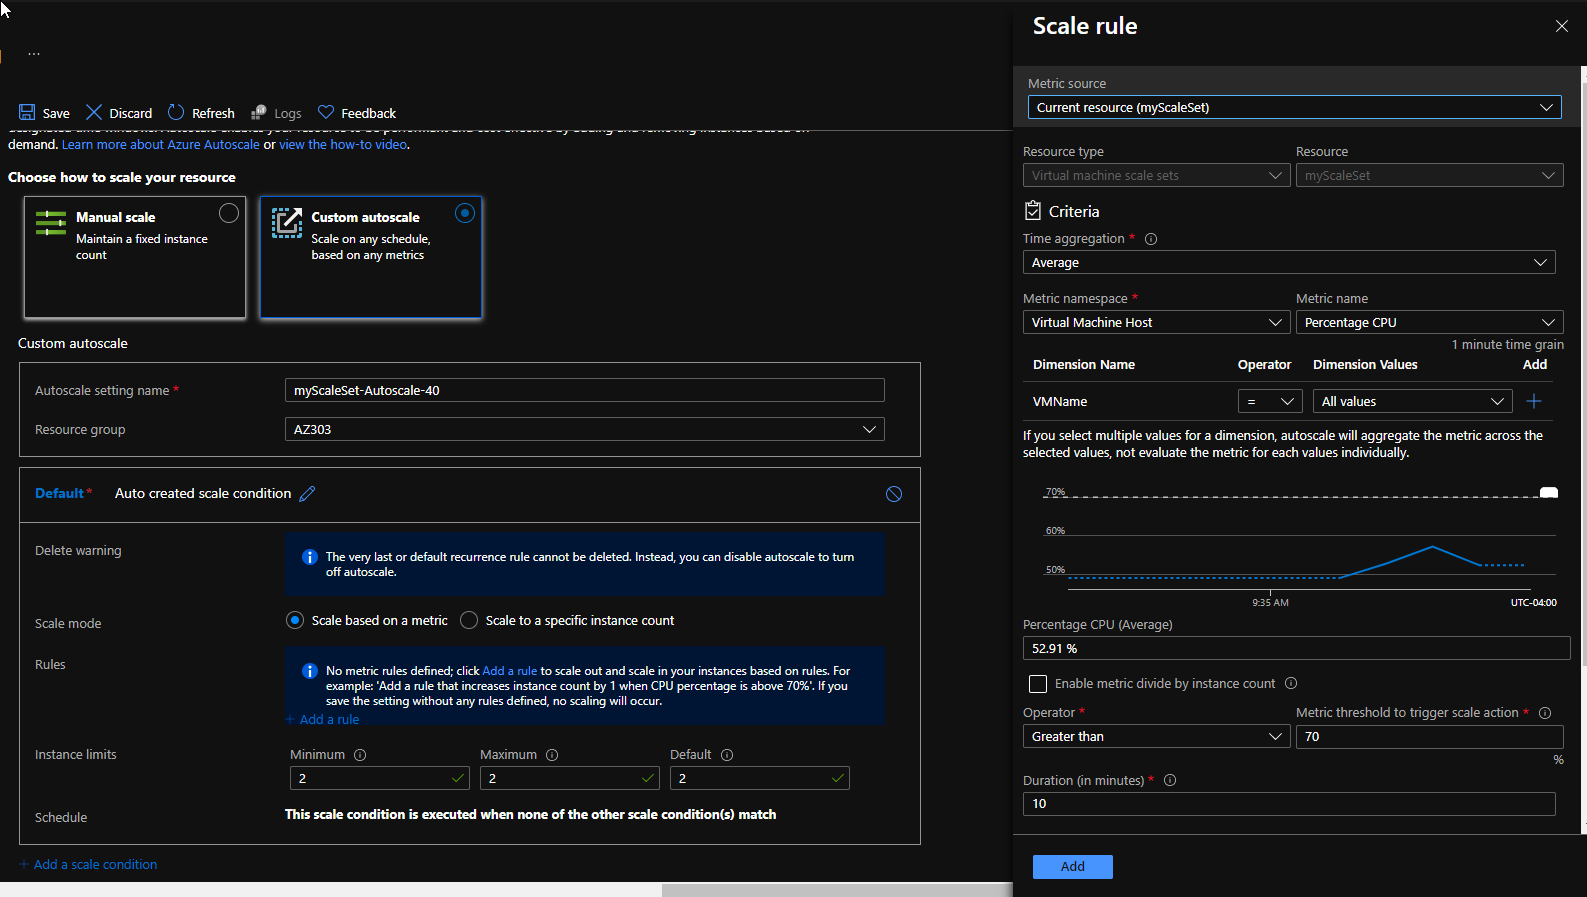 ...
Save
Discard
Refresh
Logs
Feedback
demand. Learn more about Azure Autoscale or view the how-to video.
Choose how to scale your resource
Manual scale
Maintain a fixed instance
count
Custom autoscale
Scale on any schedule,
based on any metrics
Custom autoscale
Autoscale setting name *
myScaleSet-Autoscale-40
Resource group
AZ303
Default *
Auto created scale condition
Delete warning
The very last or default recurrence rule cannot be deleted. Instead, you can disable autoscale to turn
off autoscale.
Scale mode
Scale based on a metric
Scale to a specific instance count
Rules
No metric rules defined; click Add a rule to scale out and scale in your instances based on rules. For
example: 'Add a rule that increases instance count by 1 when CPU percentage is above 70%'. If you
save the setting without any rules defined, no scaling will occur.
+ Add a rule
Instance limits
Minimum
2
Maximum
2
Default
2
Schedule
This scale condition is executed when none of the other scale condition(s) match
+ Add a scale condition
Scale rule
Metric source
Current resource (myScaleSet)
Resource type
Virtual machine scale sets
Resource
myScaleSet
Criteria
Time aggregation *
Average
Metric namespace *
Virtual Machine Host
Metric name
Percentage CPU
1 minute time grain
Dimension Name
Operator
Dimension Values
Add
VMName
=
All values
+
If you select multiple values for a dimension, autoscale will aggregate the metric across the
selected values, not evaluate the metric for each values individually.
70%
60%
50%
9:35 AM
UTC-04:00
Percentage CPU (Average)
52.91 %
Enable metric divide by instance count
Operator *
Greater than
Metric threshold to trigger scale action *
70
%
Duration (in minutes) *
10
Add